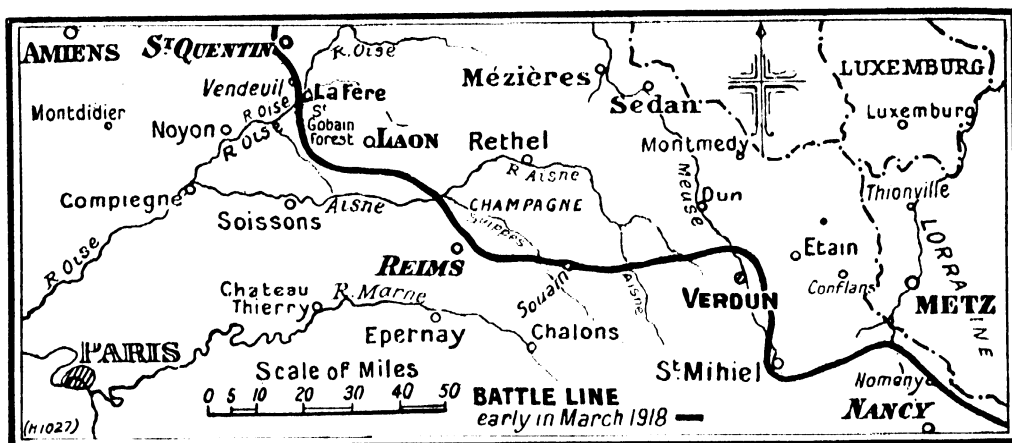 AMIENS
ST QUENTIN
R. OISE
Mézières
LUXEMBURG
Vendeuil
La Fère
Sedan
Montdidier
R OISE
St
Gobain
Forest
LAON
Rethel
Luxemburg
Noyon
R OISE
Montmedy
R AISNE
Compiegne
Soissons
AISNE
CHAMPAGNE
SUIPPES
MEUSE
Dun
Thionville
LORRAINE
R OISE
REIMS
Souain
AISNE
Etain
Conflans
VERDUN
METZ
Chateau
Thierry
R. MARNE
Epernay
Chalons
PARIS
St. Mihiel
Nomeny
NANCY
Scale of Miles
0 5 10 20 30 40 50
BATTLE LINE
early in March 1918
(H1027)